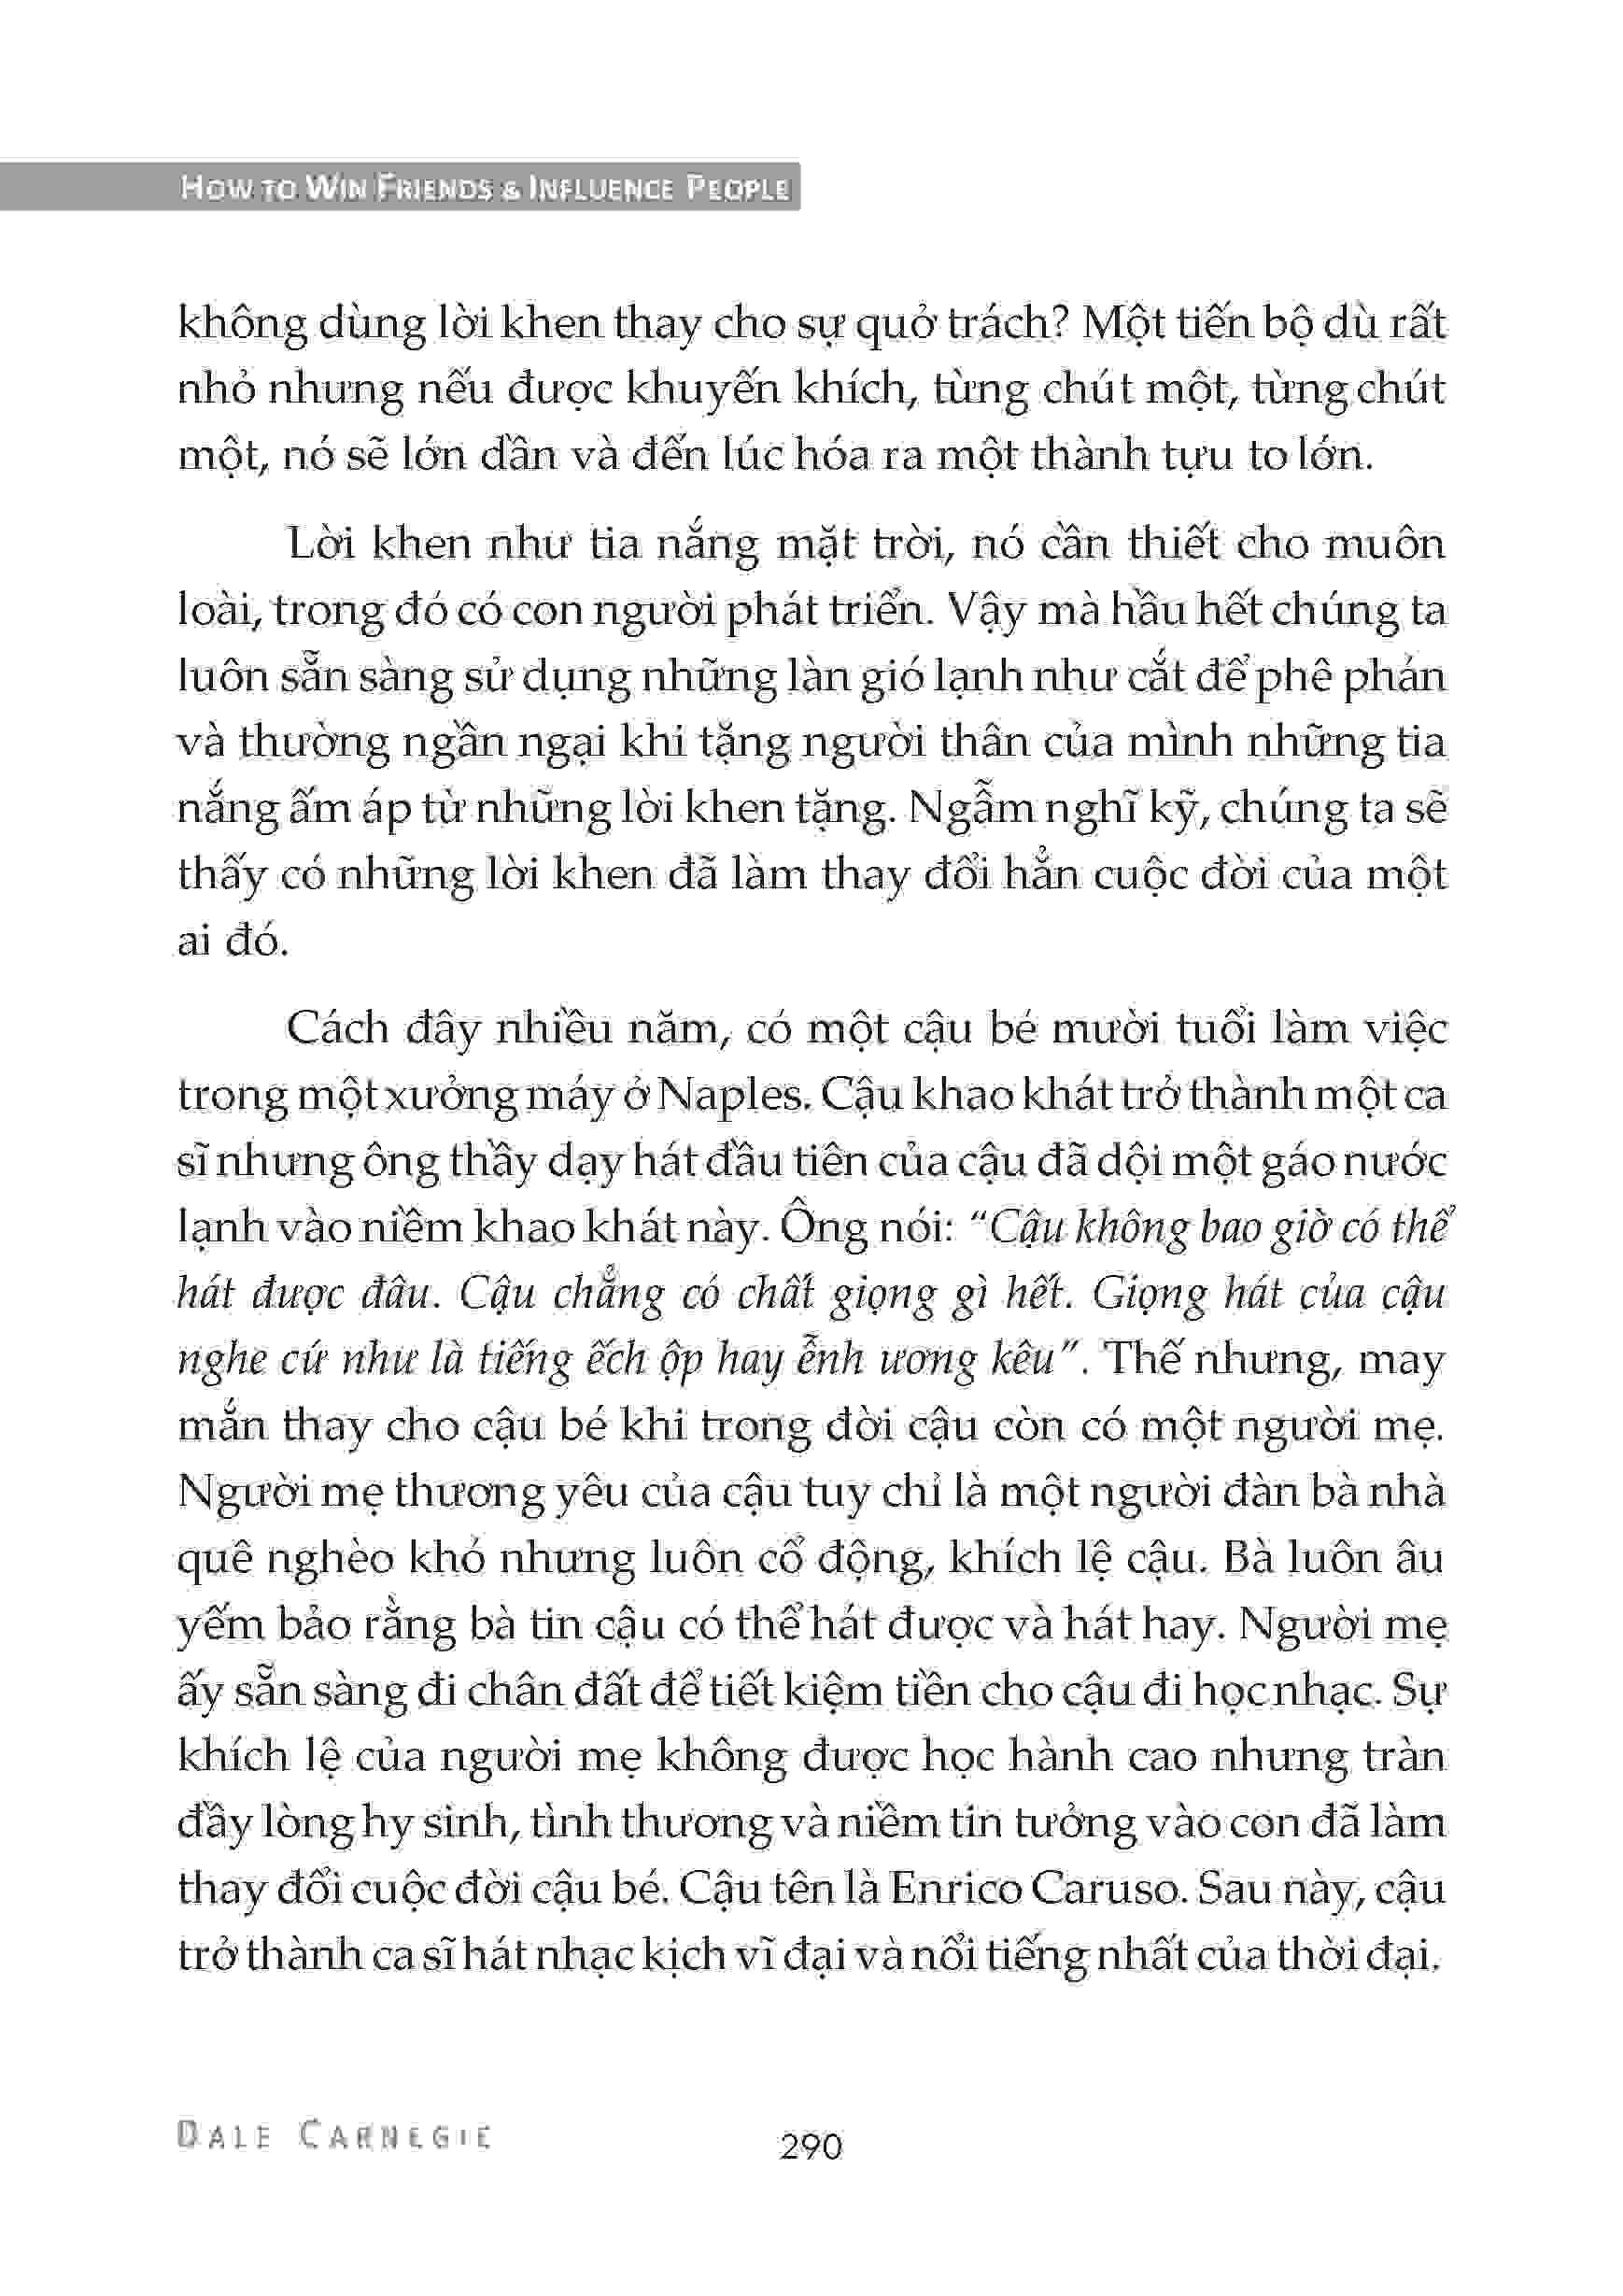 HOW TO WIN FRIENDS & INFLUENCE PEOPLE
không dùng lời khen thay cho sự quở trách? Một tiến bộ dù rất
nhỏ nhưng nếu được khuyến khích, từng chút một, từng chút
một, nó sẽ lớn dần và đến lúc hóa ra một thành tựu to lớn.
Lời khen như tia nắng mặt trời, nó cần thiết cho muôn
loài, trong đó có con người phát triển. Vậy mà hầu hết chúng ta
luôn sẵn sàng sử dụng những làn gió lạnh như cắt để phê phán
và thường ngần ngại khi tặng người thân của mình những tia
nắng ấm áp từ những lời khen tặng. Ngẫm nghĩ kỹ, chúng ta sẽ
thấy có những lời khen đã làm thay đổi hẳn cuộc đời của một
ai đó.
Cách đây nhiều năm, có một cậu bé mười tuổi làm việc
trong một xưởng máy ở Naples. Cậu khao khát trở thành một ca
sĩ nhưng ông thầy dạy hát đầu tiên của cậu đã dội một gáo nước
lạnh vào niềm khao khát này. Ông nói: “Cậu không bao giờ có thể
hát được đâu. Cậu chẳng có chất giọng gì hết. Giọng hát của cậu
nghe cứ như là tiếng ếch ộp hay ễnh ương kêu”. Thế nhưng, may
mắn thay cho cậu bé khi trong đời cậu còn có một người mẹ.
Người mẹ thương yêu của cậu tuy chỉ là một người đàn bà nhà
quê nghèo khó nhưng luôn cổ động, khích lệ cậu. Bà luôn âu
yếm bảo rằng bà tin cậu có thể hát được và hát hay. Người mẹ
ấy sẵn sàng đi chân đất để tiết kiệm tiền cho cậu đi học nhạc. Sự
khích lệ của người mẹ không được học hành cao nhưng tràn
đầy lòng hy sinh, tình thương và niềm tin tưởng vào con đã làm
thay đổi cuộc đời cậu bé. Cậu tên là Enrico Caruso. Sau này, cậu
trở thành ca sĩ hát nhạc kịch vĩ đại và nổi tiếng nhất của thời đại.
DALE CARNEGIE
290